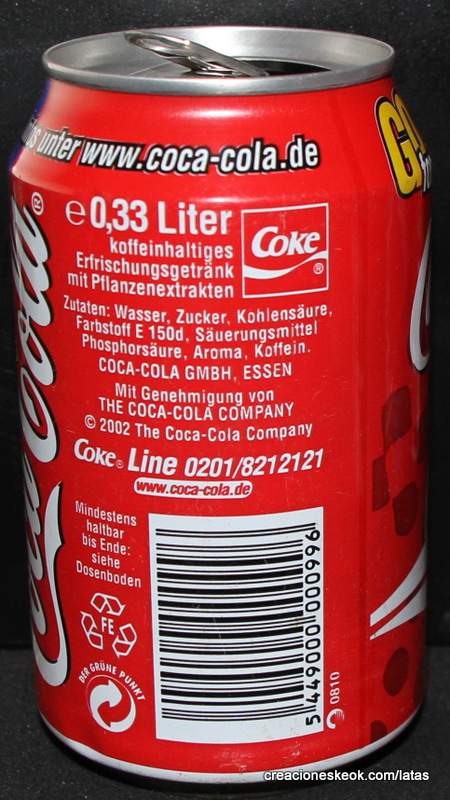 unter www.coca-cola.de
e 0,33 Liter
koffeinhaltiges
Erfrischungsgetränk
mit Pflanzenextrakten
Coke®
Zutaten: Wasser, Zucker, Kohlensäure,
Farbstoff E 150d, Säuerungsmittel
Phosphorsäure, Aroma, Koffein.
COCA-COLA GMBH, ESSEN
Mit Genehmigung von
THE COCA-COLA COMPANY
© 2002 The Coca-Cola Company
Coke® Line 0201/8212121
www.coca-cola.de
Mindestens
haltbar
bis Ende:
siehe
Dosenboden
FE
DER GRÜNE PUNKT
5 449000 000996
0810
Coca-Cola®
creacioneskeok.com/latas